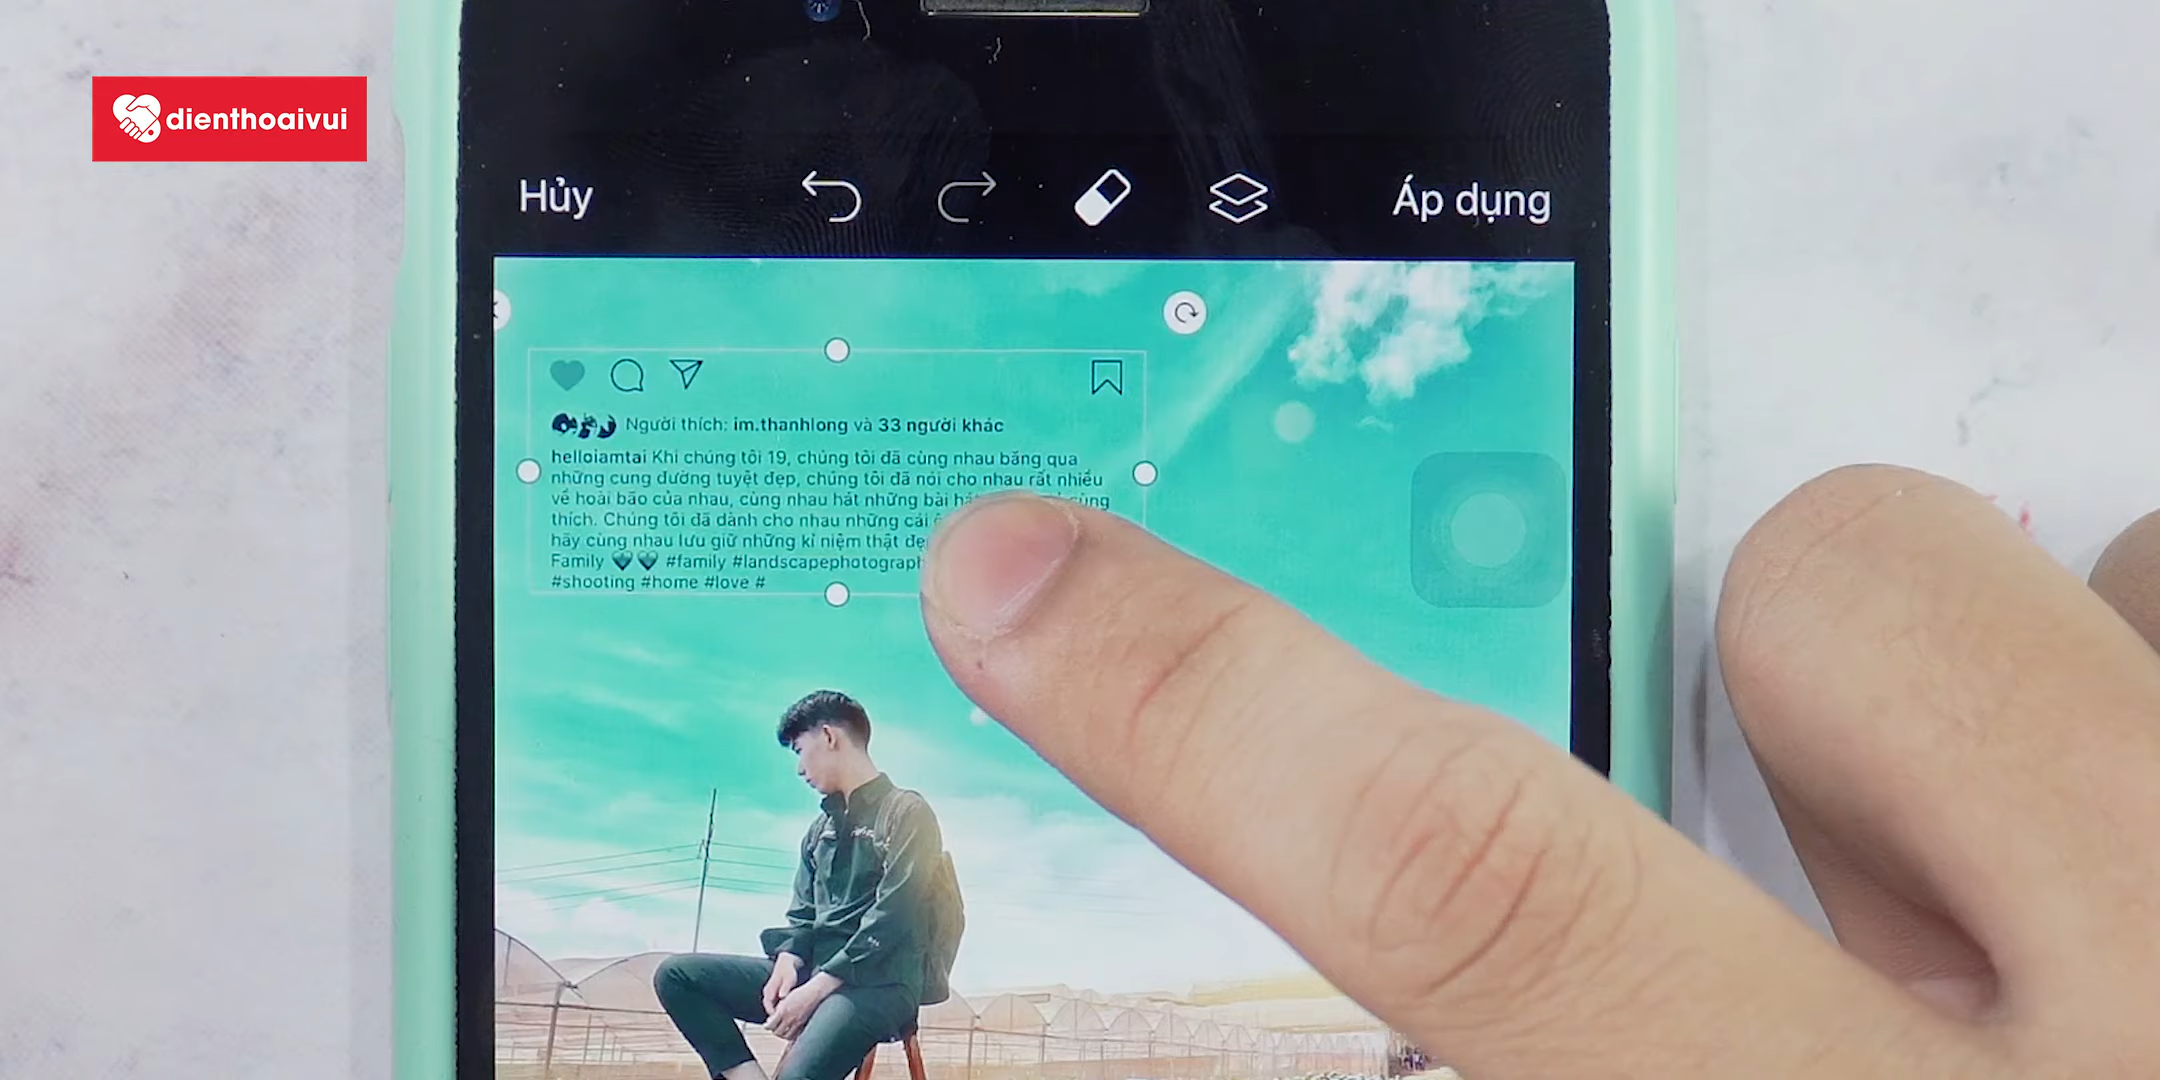 dienthoaivui
Hủy
Áp dụng
Người thích: im.thanhlong và 33 người khác
helloiamtai Khi chúng tôi 19, chúng tôi đã cùng nhau băng qua
những cung đường tuyệt đẹp, chúng tôi đã nói cho nhau rất nhiều
về hoài bão của nhau, cùng nhau hát những bài hát cùng
thích. Chúng tôi đã dành cho nhau những cái
hãy cùng nhau lưu giữ những kỉ niệm thật
Family #family
#shooting #home #love #